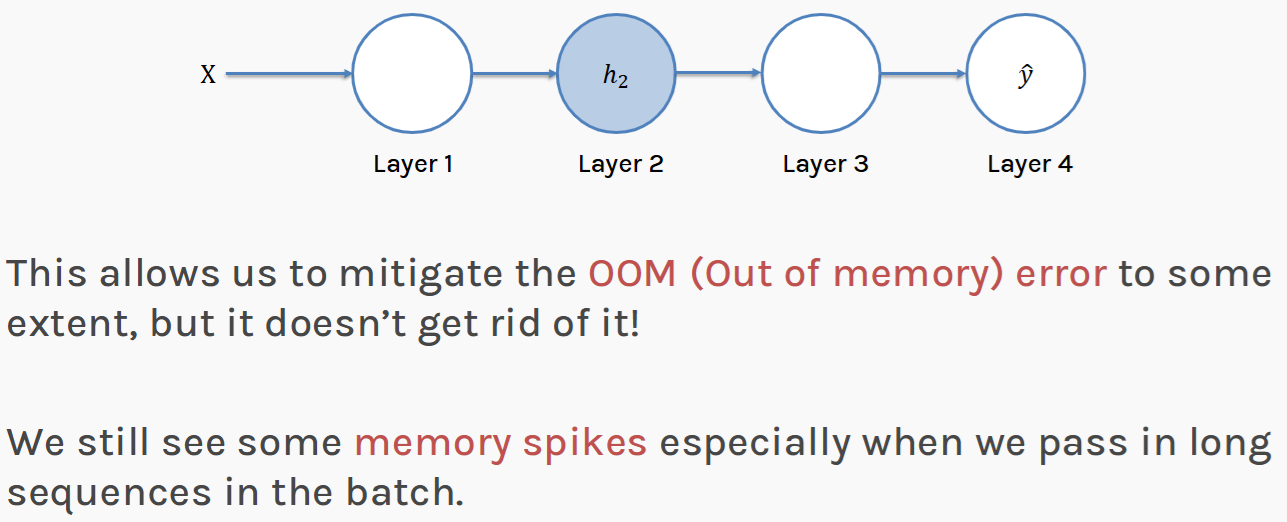 X h₂ ŷ
Layer 1 Layer 2 Layer 3 Layer 4
This allows us to mitigate the OOM (Out of memory) error to some
extent, but it doesn’t get rid of it!
We still see some memory spikes especially when we pass in long
sequences in the batch.